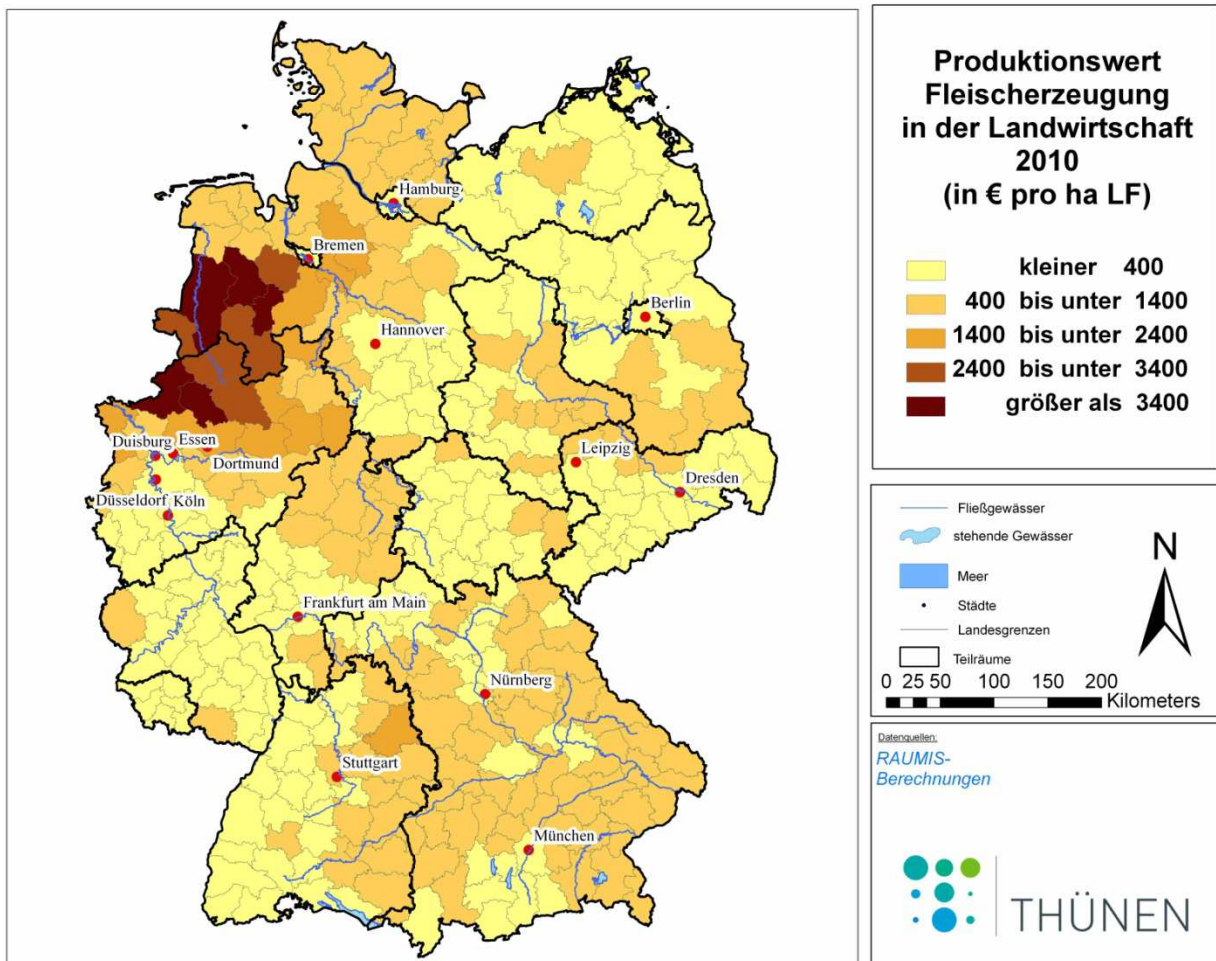 Produktionswert
Fleischerzeugung
in der Landwirtschaft
2010
(in € pro ha LF)
kleiner 400
400 bis unter 1400
1400 bis unter 2400
2400 bis unter 3400
größer als 3400
Hamburg
Bremen
Berlin
Hannover
Duisburg
Essen
Dortmund
Leipzig
Dresden
Düsseldorf
Köln
Frankfurt am Main
Nürnberg
Stuttgart
München
Fließgewässer
stehende Gewässer
Meer
Städte
Landesgrenzen
Teilräume
N
0 25 50 100 150 200
Kilometers
Datenquellen:
RAUMIS-
Berechnungen
THÜNEN